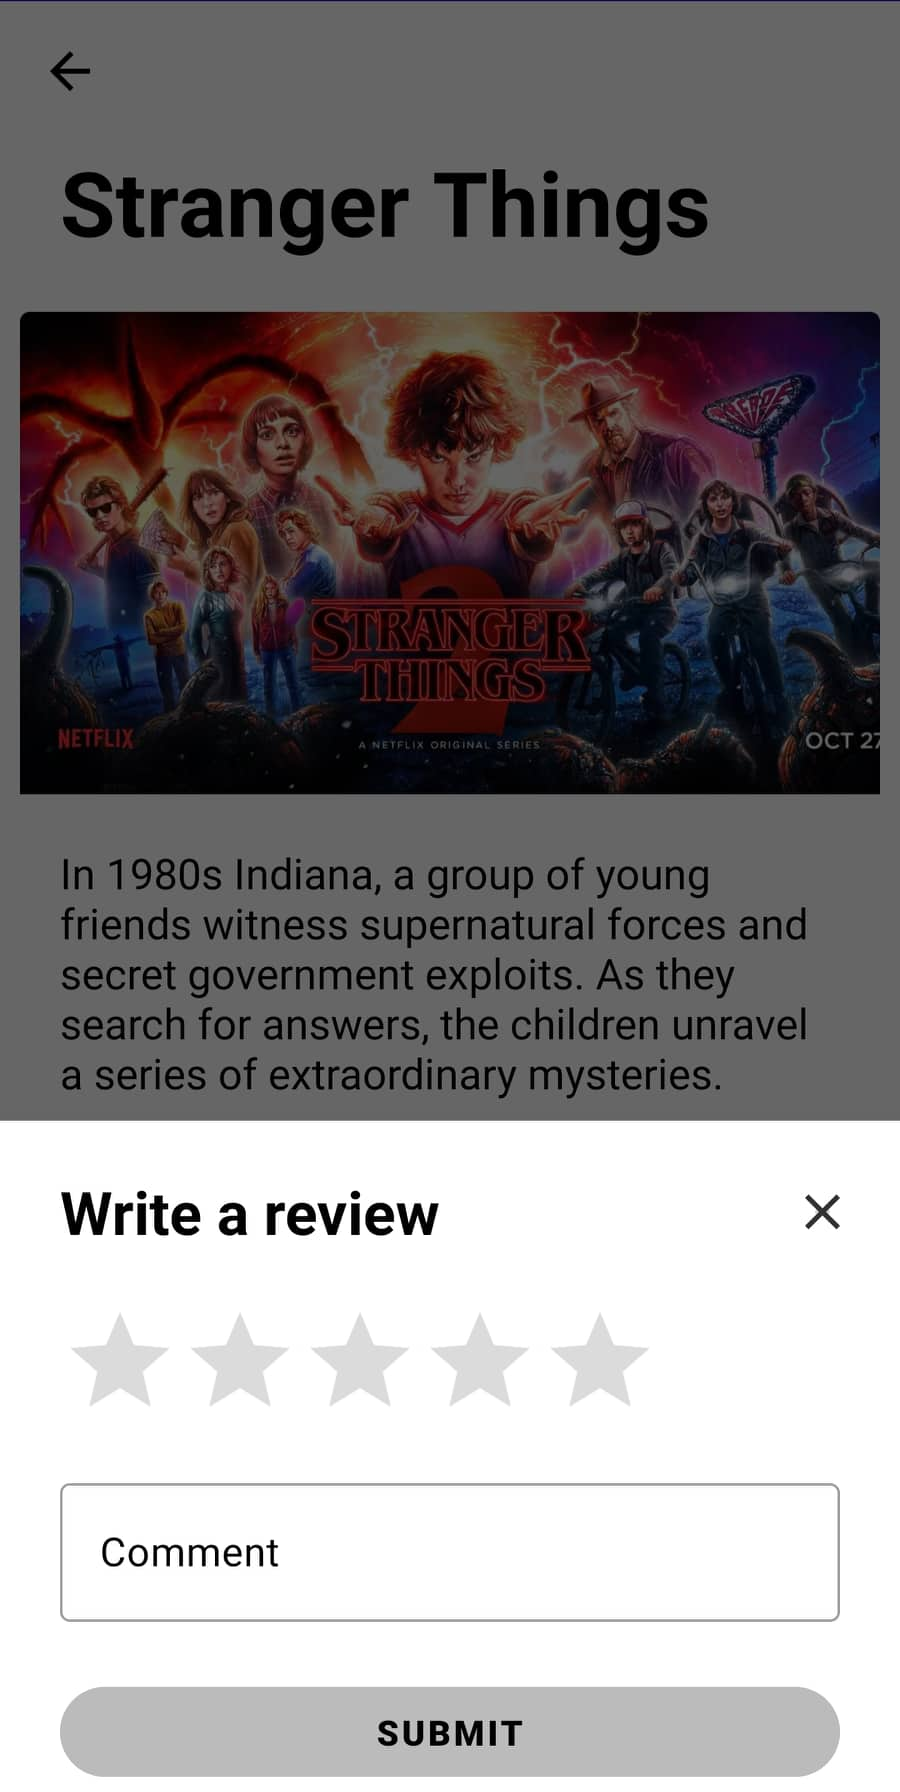 Stranger Things
STRANGER
THINGS
2
NETFLIX
A NETFLIX ORIGINAL SERIES
OCT 27
In 1980s Indiana, a group of young
friends witness supernatural forces and
secret government exploits. As they
search for answers, the children unravel
a series of extraordinary mysteries.
Write a review
Comment
SUBMIT